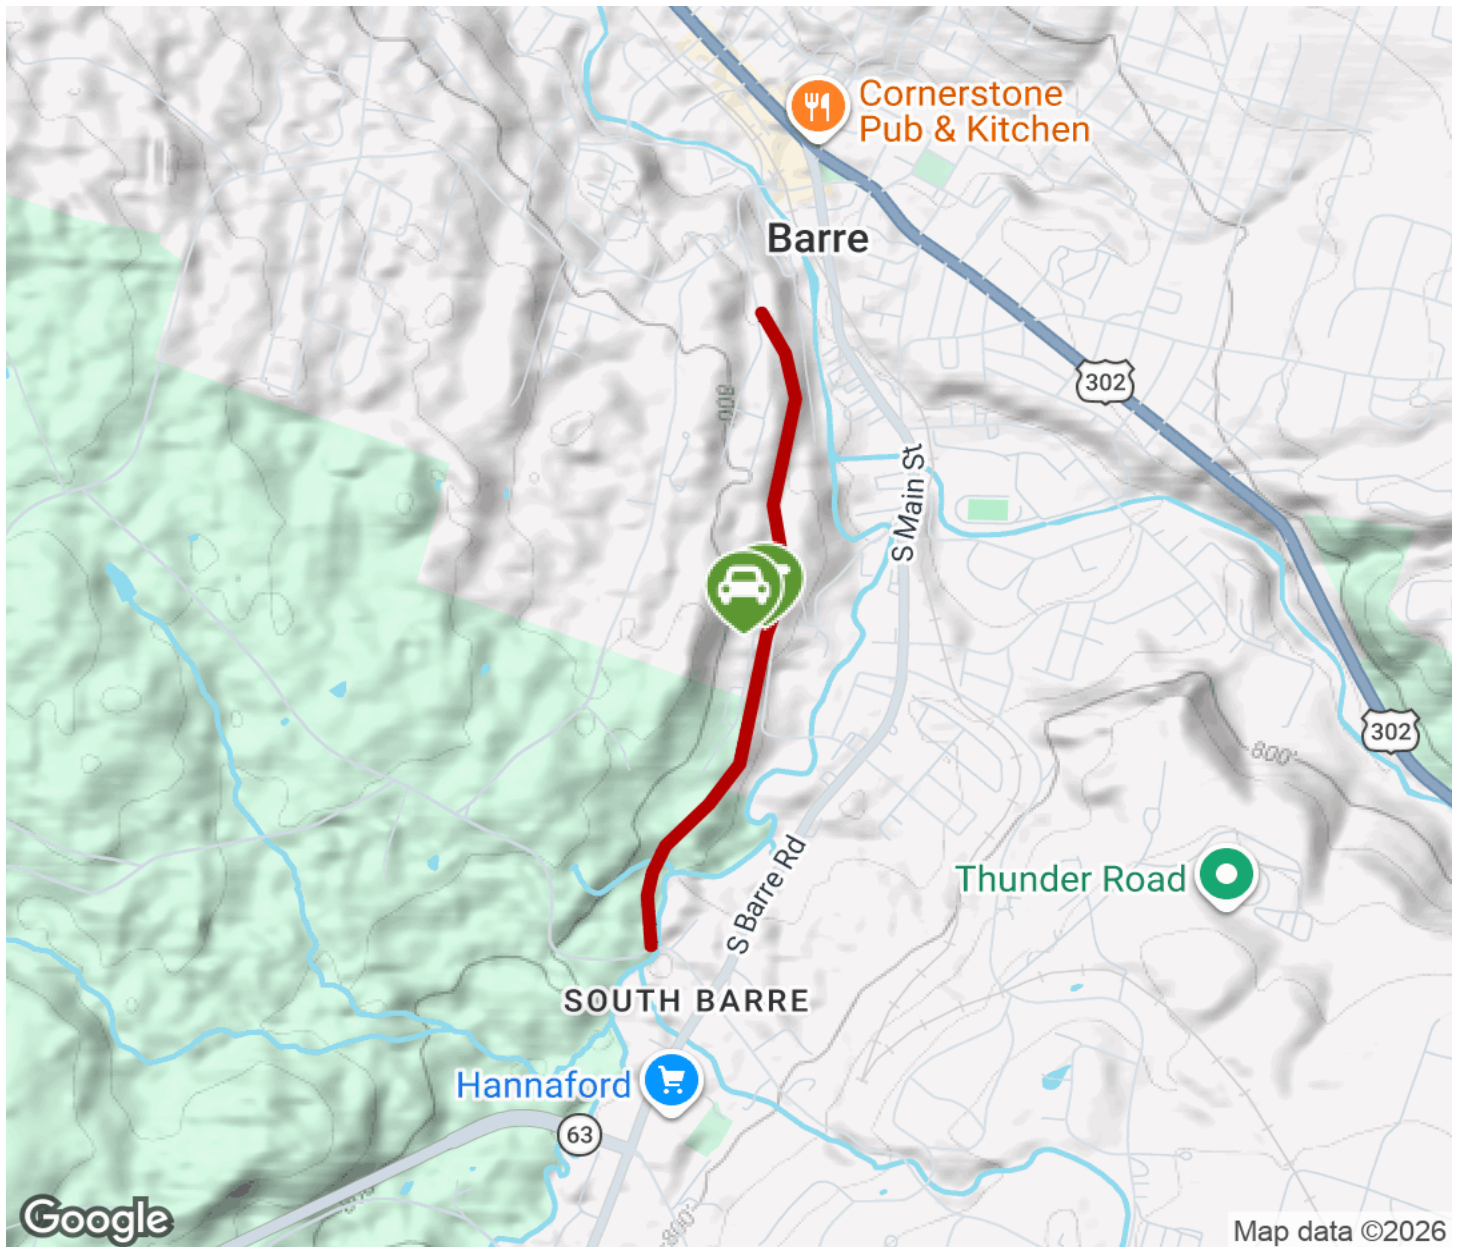 Cornerstone
Pub & Kitchen
Barre
302
800
S Main St
302
800'
Thunder Road
S Barre Rd
SOUTH BARRE
Hannaford
63
800'
Google
Map data ©2026